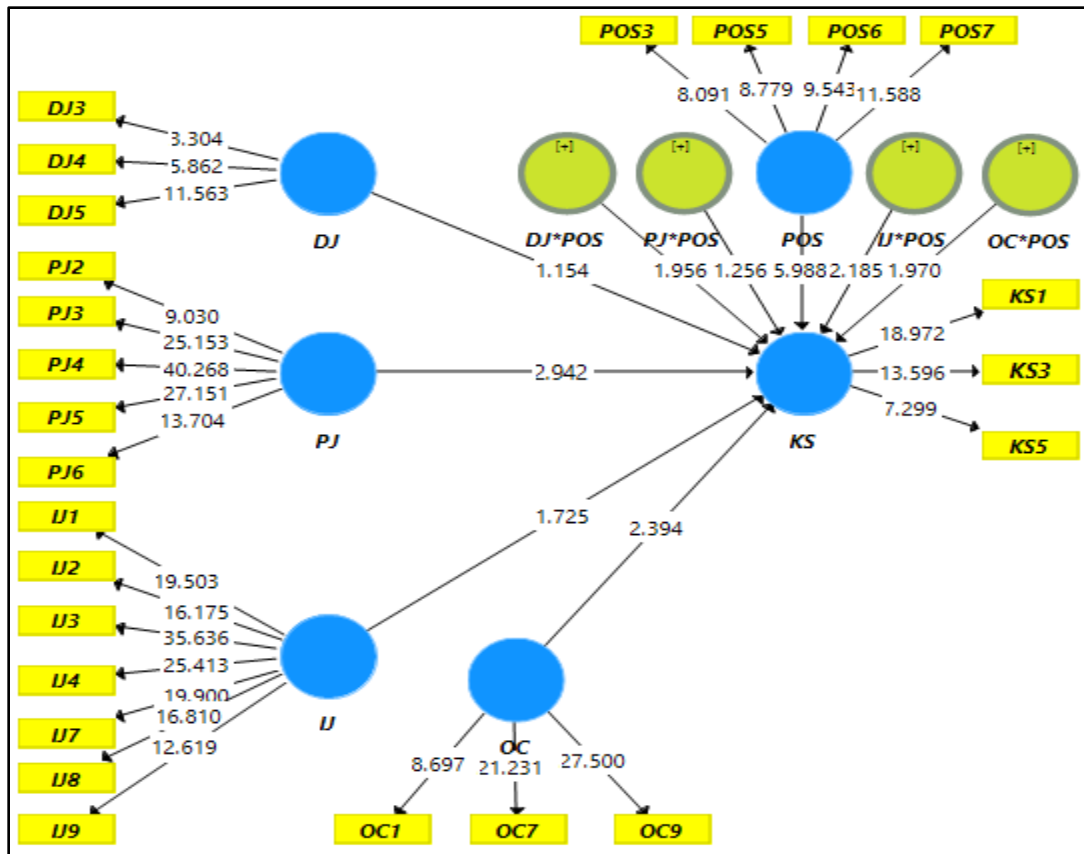 POS3 POS5 POS6 POS7
8.091 8.779 9.543 11.588
DJ3
DJ4
DJ5
3.304
5.862
11.563
DJ
[+] [+] [+] [+]
DJ*POS PJ*POS POS IJ*POS OC*POS
1.154 1.956 1.256 5.988 2.185 1.970
PJ2
PJ3
PJ4
PJ5
PJ6
9.030
25.153
40.268
27.151
13.704
PJ
2.942
KS
18.972
13.596
7.299
KS1
KS3
KS5
IJ1
IJ2
IJ3
IJ4
IJ7
IJ8
IJ9
19.503
16.175
35.636
25.413
19.900
16.810
12.619
IJ
1.725
2.394
OC
8.697 21.231 27.500
OC1 OC7 OC9